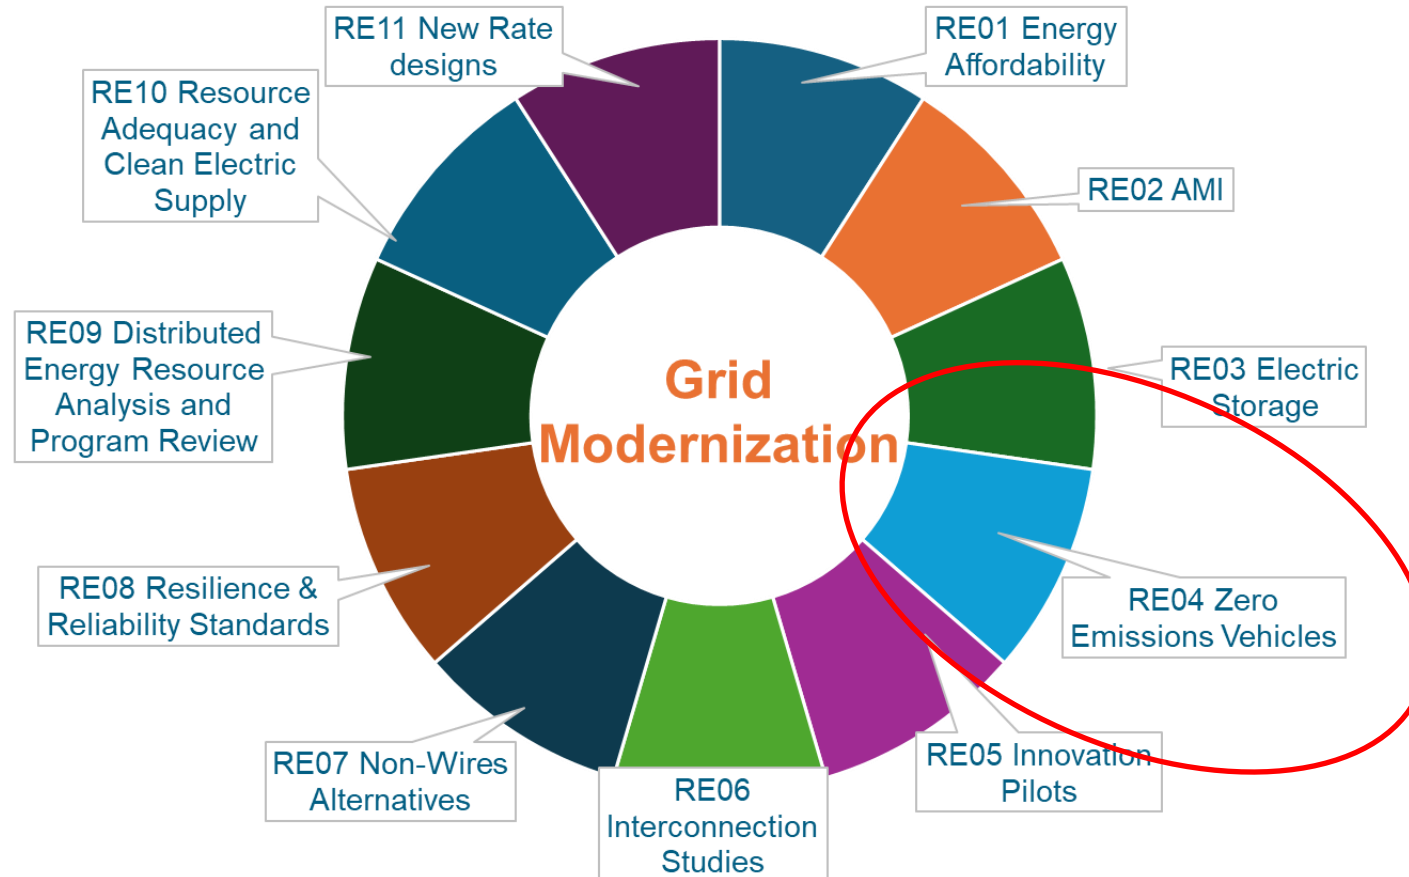 RE11 New Rate
designs
RE01 Energy
Affordability
RE10 Resource
Adequacy and
Clean Electric
Supply
RE02 AMI
RE03 Electric
Storage
RE09 Distributed
Energy Resource
Analysis and
Program Review
Grid
Modernization
RE08 Resilience &
Reliability Standards
RE04 Zero
Emissions Vehicles
RE07 Non-Wires
Alternatives
RE06
Interconnection
Studies
RE05 Innovation
Pilots